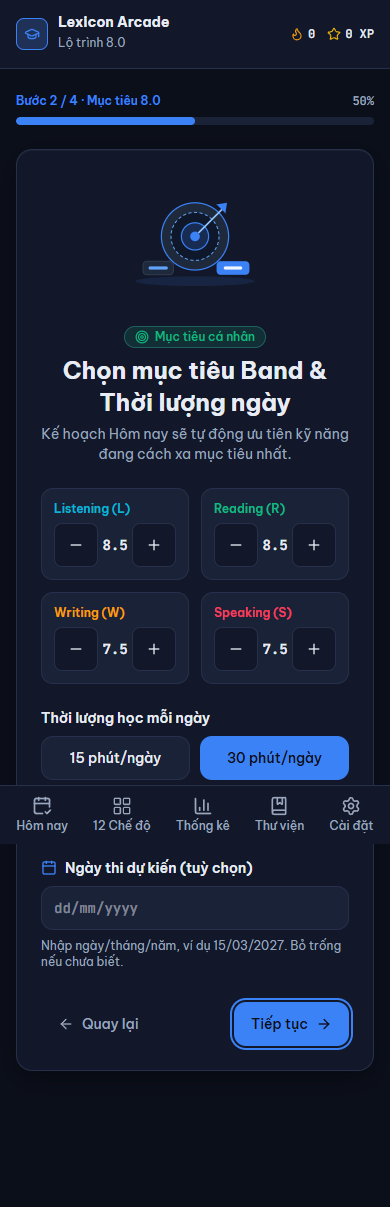 Lexicon Arcade
Lộ trình 8.0
0
0 XP
Bước 2 / 4 · Mục tiêu 8.0
50%
Mục tiêu cá nhân
Chọn mục tiêu Band &
Thời lượng ngày
Kế hoạch Hôm nay sẽ tự động ưu tiên kỹ năng
đang cách xa mục tiêu nhất.
Listening (L)
Reading (R)
− 8.5 +
− 8.5 +
Writing (W)
Speaking (S)
− 7.5 +
− 7.5 +
Thời lượng học mỗi ngày
15 phút/ngày
30 phút/ngày
Hôm nay
12 Chế độ
Thống kê
Thư viện
Cài đặt
Ngày thi dự kiến (tuỳ chọn)
dd/mm/yyyy
Nhập ngày/tháng/năm, ví dụ 15/03/2027. Bỏ trống
nếu chưa biết.
← Quay lại
Tiếp tục →